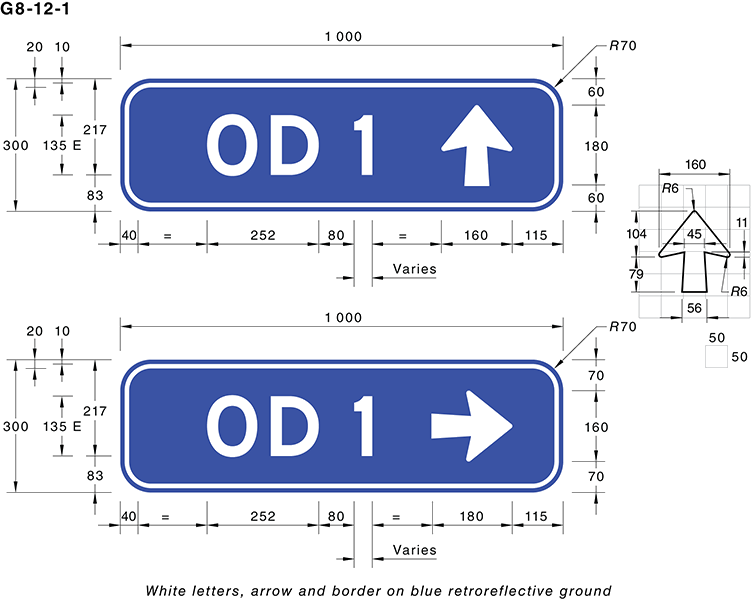 G8-12-1
1 000
20 10
R70
60
217
300 135 E
180
83
60
40 = 252 80 = 160 115
Varies
160
R6
11
104 45
79
R6
56
50
50
1 000
20 10
R70
70
217
300 135 E
160
83
70
40 = 252 80 = 180 115
Varies
OD 1
OD 1
White letters, arrow and border on blue retroreflective ground